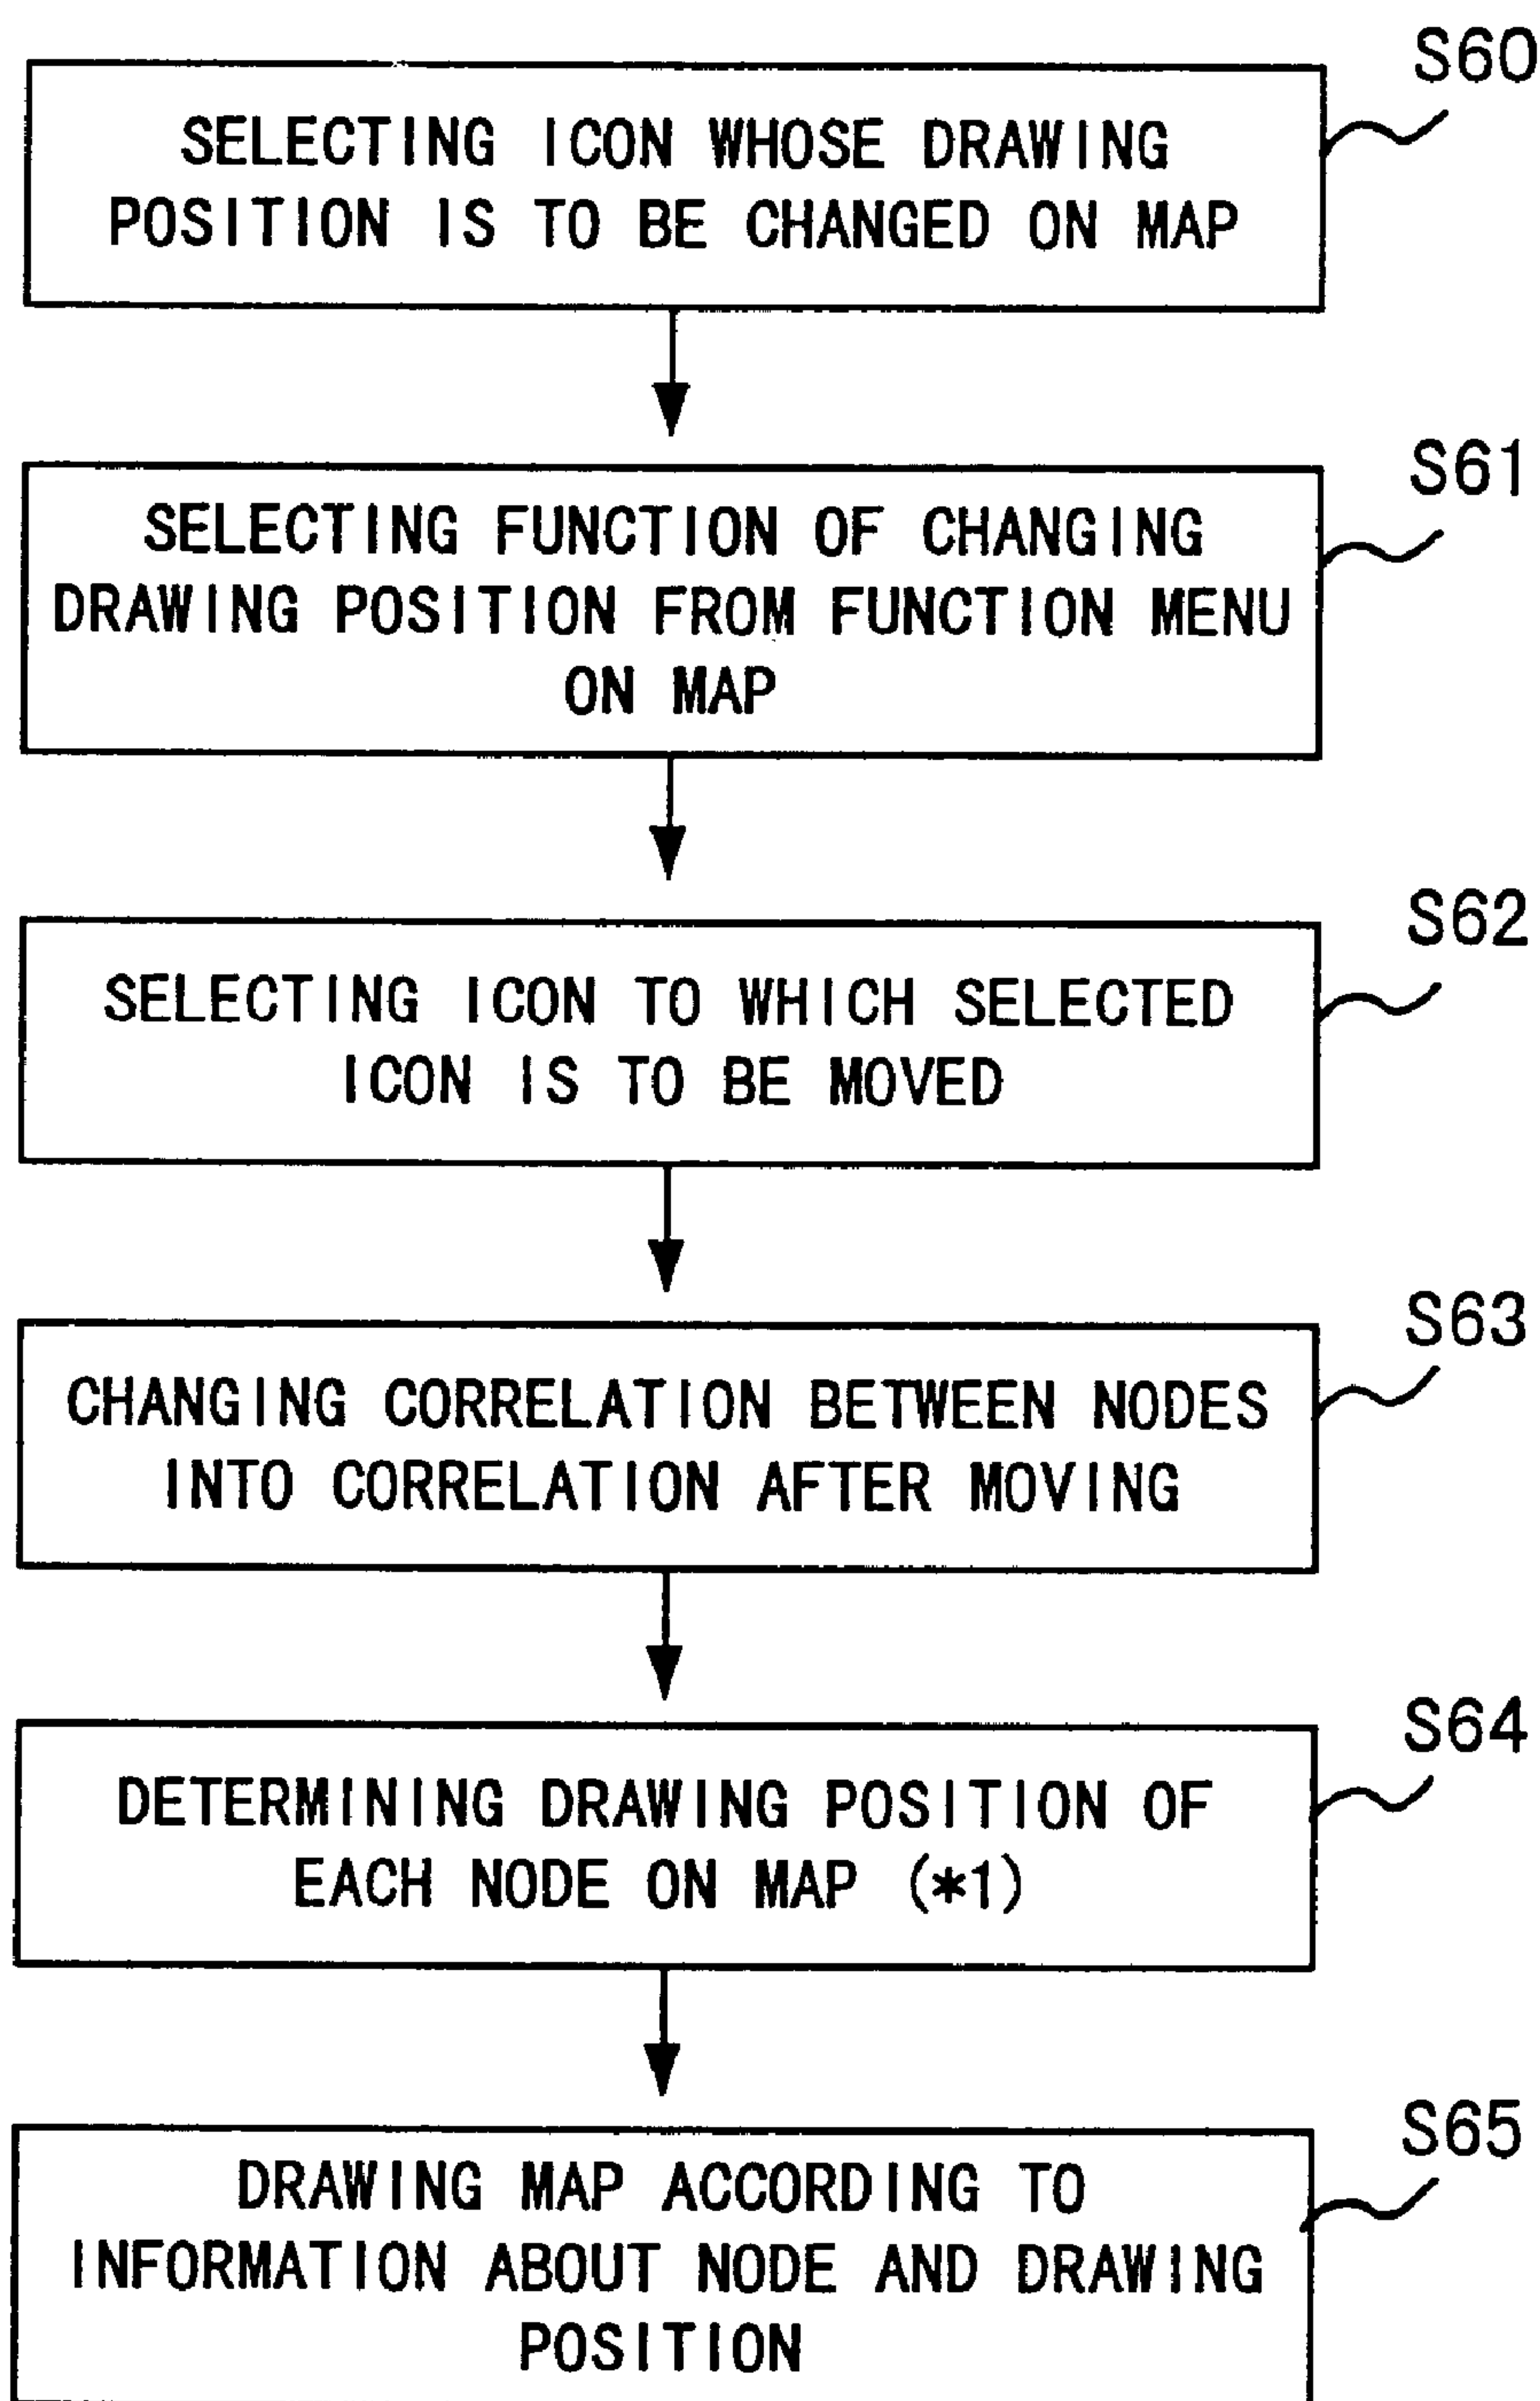 S60
SELECTING ICON WHOSE DRAWING
POSITION IS TO BE CHANGED ON MAP
S61
SELECTING FUNCTION OF CHANGING
DRAWING POSITION FROM FUNCTION MENU
ON MAP
S62
SELECTING ICON TO WHICH SELECTED
ICON IS TO BE MOVED
S63
CHANGING CORRELATION BETWEEN NODES
INTO CORRELATION AFTER MOVING
S64
DETERMINING DRAWING POSITION OF
EACH NODE ON MAP (*1)
S65
DRAWING MAP ACCORDING TO
INFORMATION ABOUT NODE AND DRAWING
POSITION